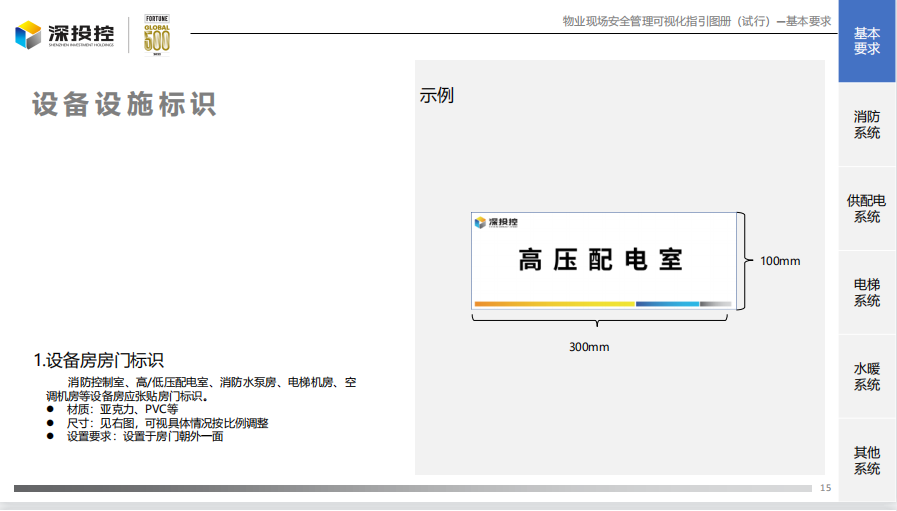 深投控
SHENZHEN INVESTMENT HOLDINGS
FORTUNE
GLOBAL
500
物业现场安全管理可视化指引图册（试行）—基本要求
设备设施标识
示例
深投控
高压配电室
100mm
300mm
1.设备房房门标识
消防控制室、高/低压配电室、消防水泵房、电梯机房、空
调机房等设备房应张贴房门标识。
● 材质：亚克力、PVC等
● 尺寸：见右图，可视具体情况按比例调整
● 设置要求：设置于房门朝外一面
基本
要求
消防
系统
供配电
系统
电梯
系统
水暖
系统
其他
系统
15